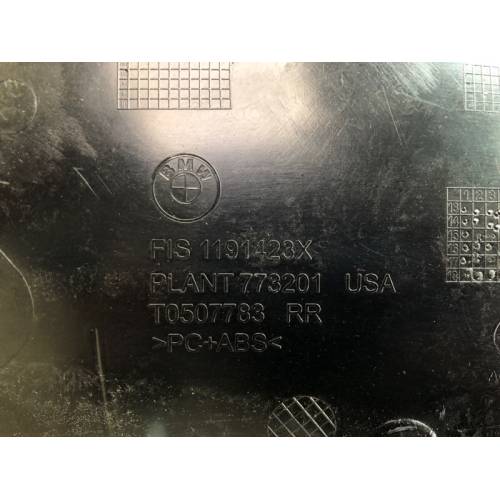 BMW
FIS 1191423X
PLANT 773201 USA
T0507783 RR
>PC+ABS<